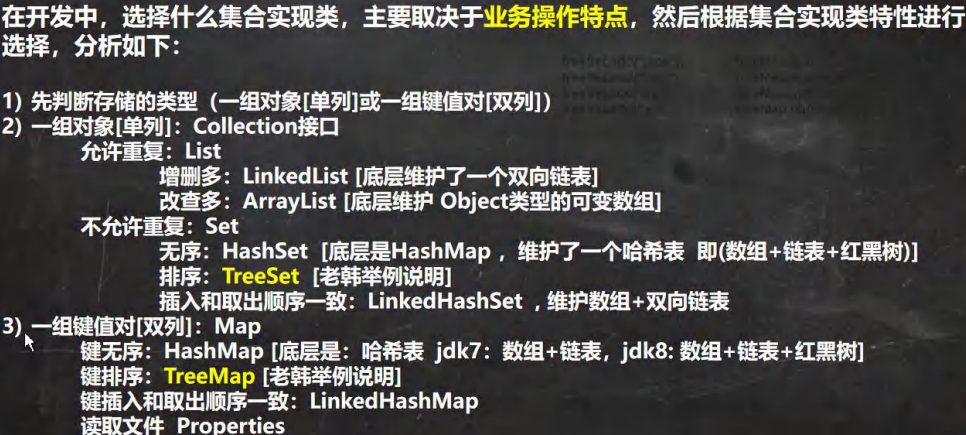 在开发中，选择什么集合实现类，主要取决于业务操作特点，然后根据集合实现类特性进行
选择，分析如下：
1) 先判断存储的类型（一组对象[单列]或一组键值对[双列]）
2) 一组对象[单列]：Collection接口
允许重复：List
增删多：LinkedList [底层维护了一个双向链表]
改查多：ArrayList [底层维护 Object类型的可变数组]
不允许重复：Set
无序：HashSet [底层是HashMap ，维护了一个哈希表 即(数组+链表+红黑树)]
排序：TreeSet [老韩举例说明]
插入和取出顺序一致：LinkedHashSet ，维护数组+双向链表
3) 一组键值对[双列]：Map
键无序：HashMap [底层是：哈希表 jdk7：数组+链表，jdk8: 数组+链表+红黑树]
键排序：TreeMap [老韩举例说明]
键插入和取出顺序一致：LinkedHashMap
读取文件 Properties